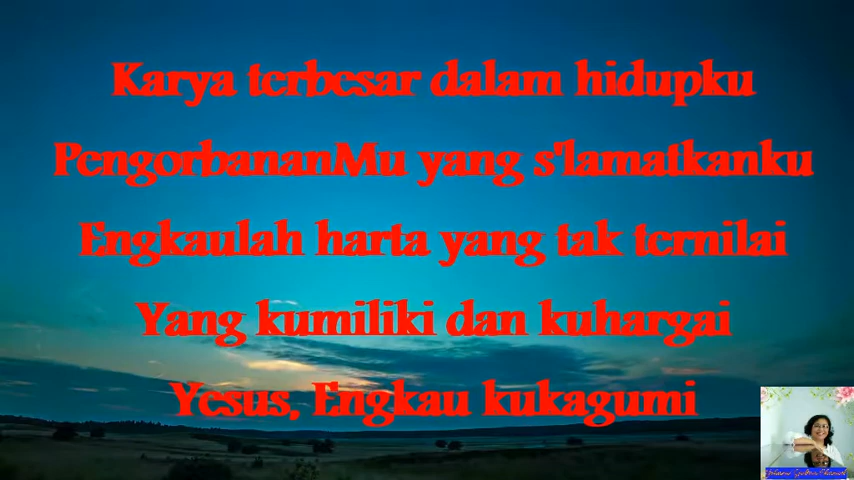 Karya terbesar dalam hidupku
PengorbananMu yang s'lamatkanku
Engkaulah harta yang tak ternilai
Yang kumiliki dan kuhargai
Yesus, Engkau kukagumi